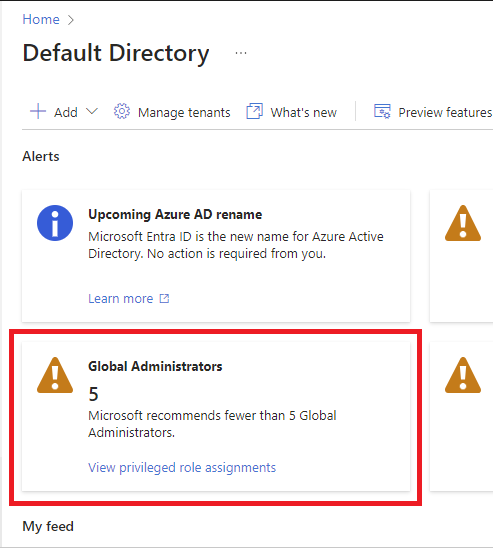 Home
Default Directory ...
Add Manage tenants What's new Preview features
Alerts
Upcoming Azure AD rename
Microsoft Entra ID is the new name for Azure Active
Directory. No action is required from you.
Learn more
Global Administrators
5
Microsoft recommends fewer than 5 Global
Administrators.
View privileged role assignments
My feed